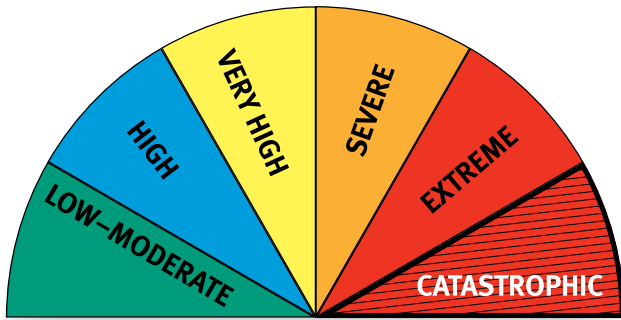 LOW–MODERATE
HIGH
VERY HIGH
SEVERE
EXTREME
CATASTROPHIC